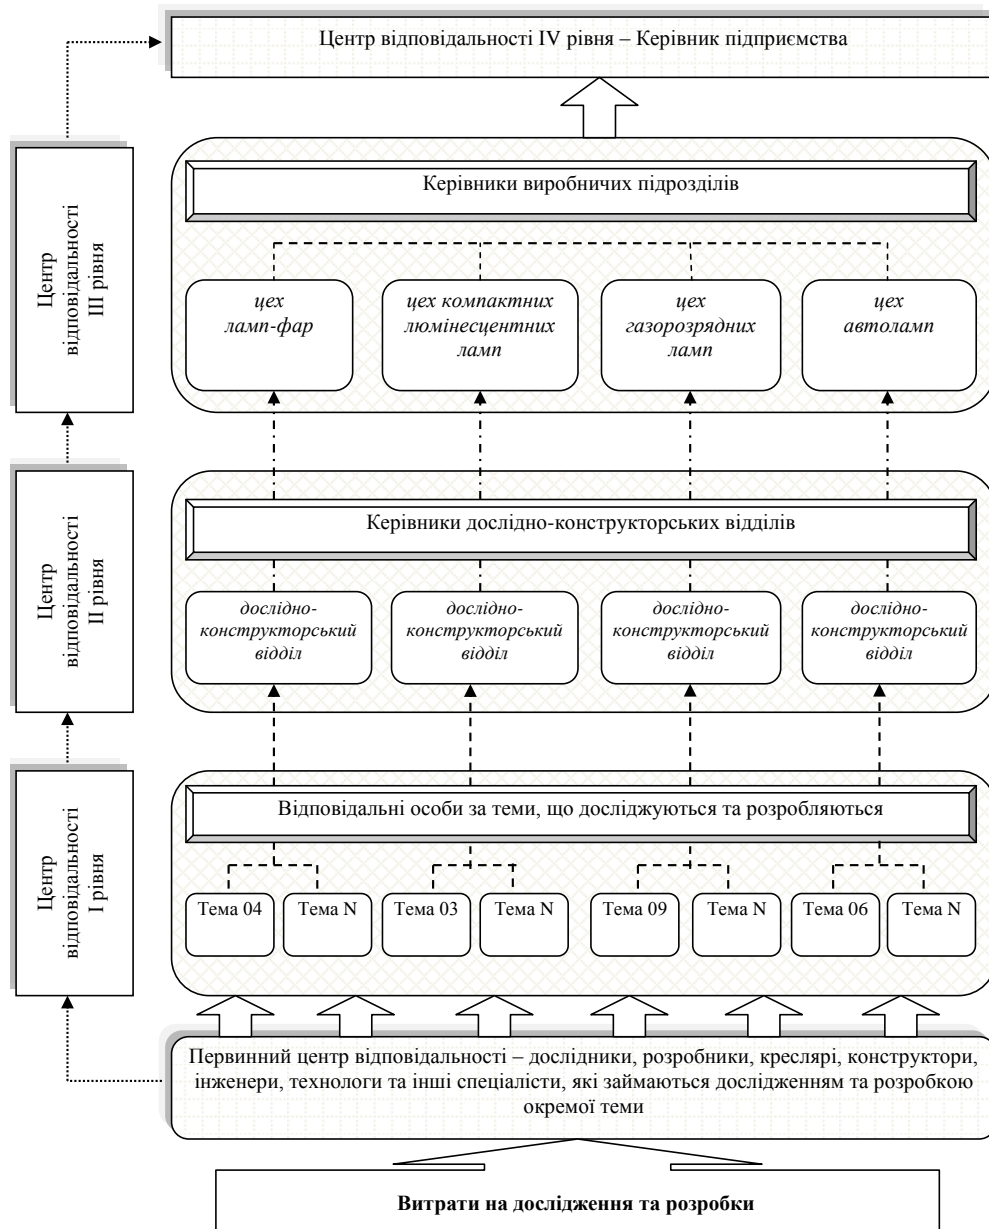 Центр відповідальності IV рівня – Керівник підприємства
Центр
відповідальності
III рівня
Керівники виробничих підрозділів
цех
ламп-фар
цех компактних
люмінесцентних
ламп
цех
газорозрядних
ламп
цех
автоламп
Центр
відповідальності
II рівня
Керівники дослідно-конструкторських відділів
дослідно-
конструкторський
відділ
дослідно-
конструкторський
відділ
дослідно-
конструкторський
відділ
дослідно-
конструкторський
відділ
Центр
відповідальності
I рівня
Відповідальні особи за теми, що досліджуються та розробляються
Тема 04
Тема N
Тема 03
Тема N
Тема 09
Тема N
Тема 06
Тема N
Первинний центр відповідальності – дослідники, розробники, креслярі, конструктори,
інженери, технологи та інші спеціалісти, які займаються дослідженням та розробкою
окремої теми
Витрати на дослідження та розробки